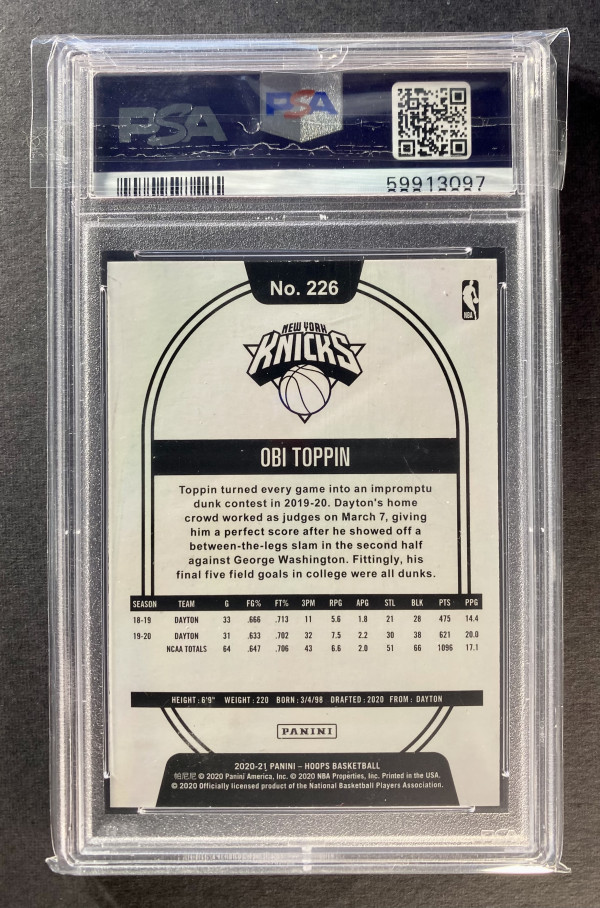 PSA
PSA
59913097
No. 226
NBA
NEW YORK
KNICKS
OBI TOPPIN
Toppin turned every game into an impromptu
dunk contest in 2019-20. Dayton's home
crowd worked as judges on March 7, giving
him a perfect score after he showed off a
between-the-legs slam in the second half
against George Washington. Fittingly, his
final five field goals in college were all dunks.
SEASON TEAM G FG% FT% 3PM RPG APG STL BLK PTS PPG
18-19 DAYTON 33 .666 .713 11 5.6 1.8 21 28 475 14.4
19-20 DAYTON 31 .633 .702 32 7.5 2.2 30 38 621 20.0
NCAA TOTALS 64 .647 .706 43 6.6 2.0 51 66 1096 17.1
HEIGHT: 6'9" WEIGHT: 220 BORN: 3/4/98 DRAFTED: 2020 FROM: DAYTON
PANINI
2020-21 PANINI – HOOPS BASKETBALL
帕尼尼 © 2020 Panini America, Inc. © 2020 NBA Properties, Inc. Printed in the USA.
© 2020 Officially licensed product of the National Basketball Players Association.
PSA